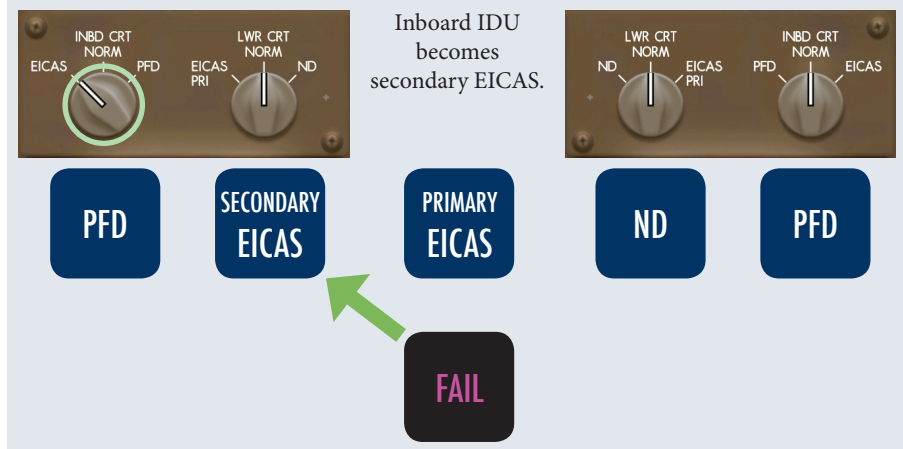 INBD CRT
NORM
EICAS
PFD
LWR CRT
NORM
EICAS
PRI
ND
Inboard IDU
becomes
secondary EICAS.
LWR CRT
NORM
ND
EICAS
PRI
INBD CRT
NORM
PFD
EICAS
PFD
SECONDARY
EICAS
PRIMARY
EICAS
ND
PFD
FAIL